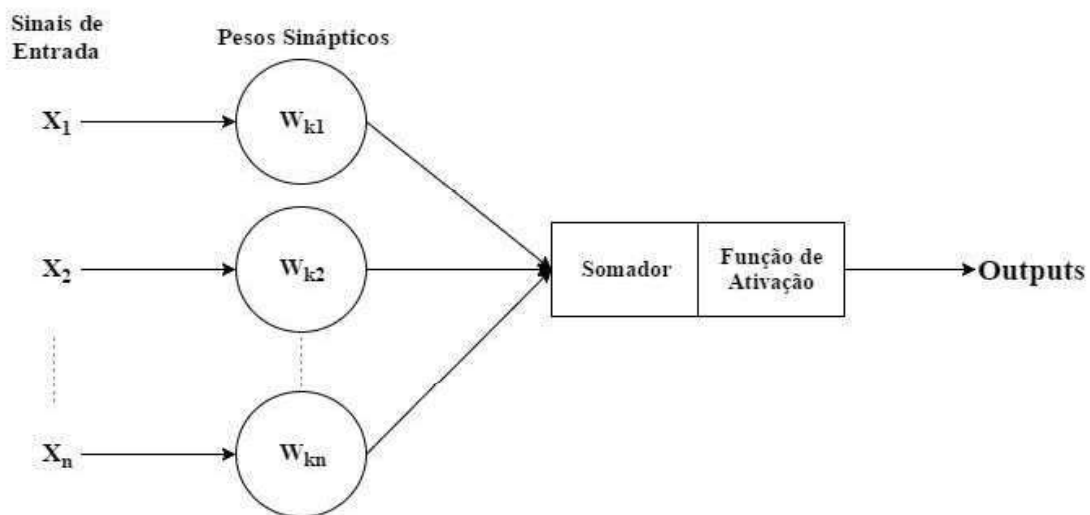 Sinais de
Entrada
Pesos Sinápticos
X1
Wk1
X2
Wk2
Somador
Função de
Ativação
Outputs
Xn
Wkn